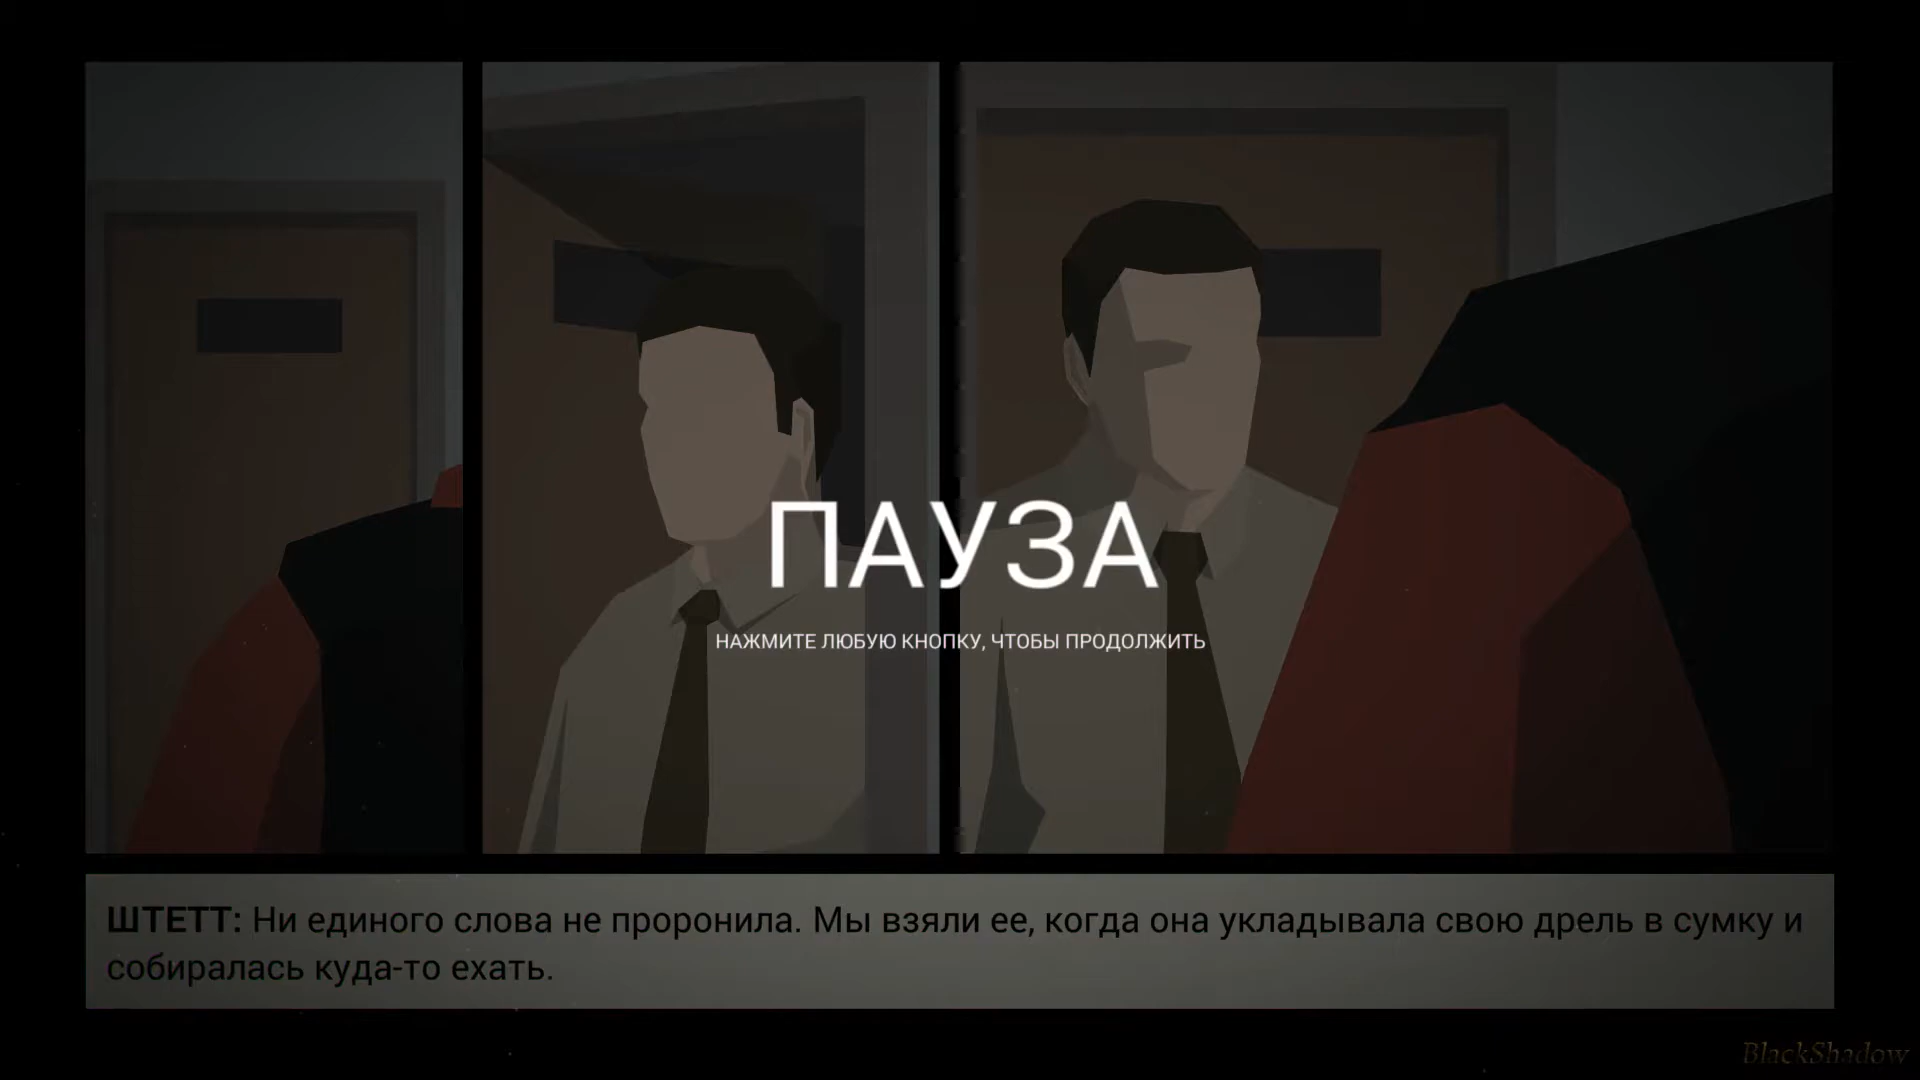 ПАУЗА
НАЖМИТЕ ЛЮБУЮ КНОПКУ, ЧТОБЫ ПРОДОЛЖИТЬ
ШТЕТТ: Ни единого слова не проронила. Мы взяли ее, когда она укладывала свою дрель в сумку и
собиралась куда-то ехать.
BlackShadow